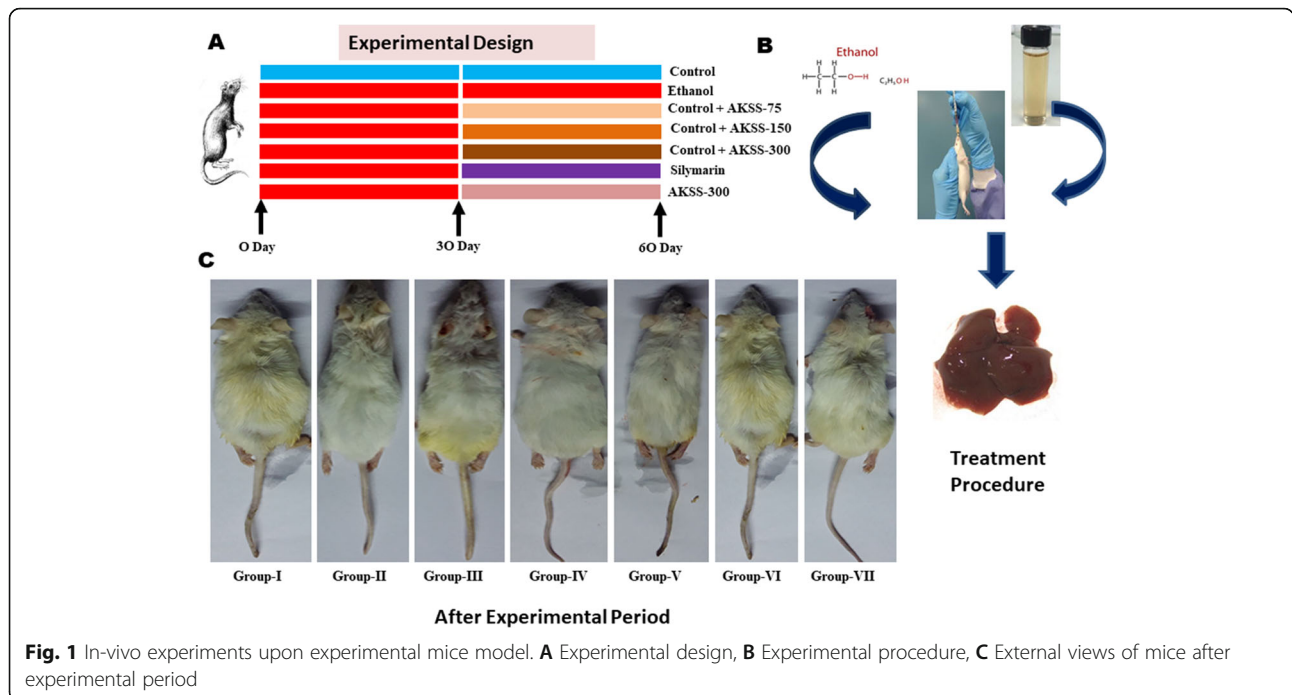 A
Experimental Design
Control
Ethanol
Control + AKSS-75
Control + AKSS-150
Control + AKSS-300
Silymarin
AKSS-300
O Day
3O Day
6O Day
B
Ethanol
H H
H–C–C–O–H
H H
C₂H₅OH
Treatment
Procedure
C
Group-I
Group-II
Group-III
Group-IV
Group-V
Group-VI
Group-VII
After Experimental Period
Fig. 1 In-vivo experiments upon experimental mice model. A Experimental design, B Experimental procedure, C External views of mice after
experimental period